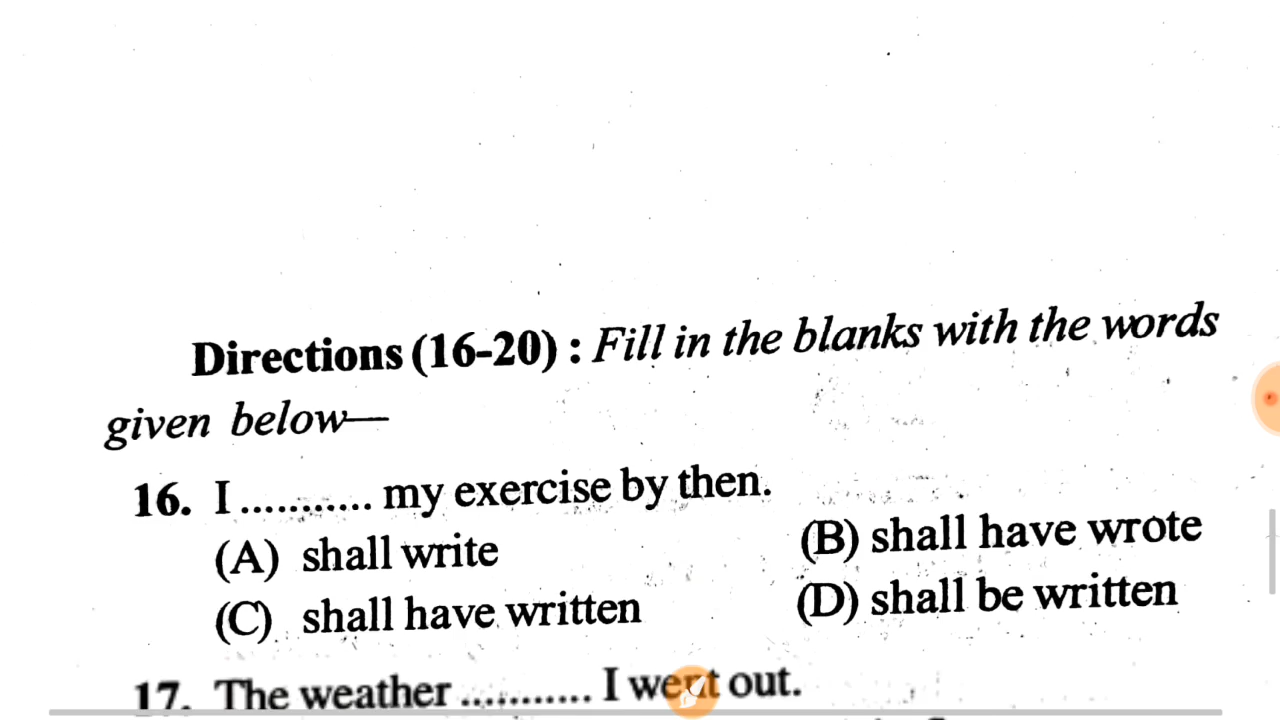 Directions (16-20) : Fill in the blanks with the words
given below—
16. I ........... my exercise by then.
(A) shall write (B) shall have wrote
(C) shall have written (D) shall be written
17. The weather ........... I went out.